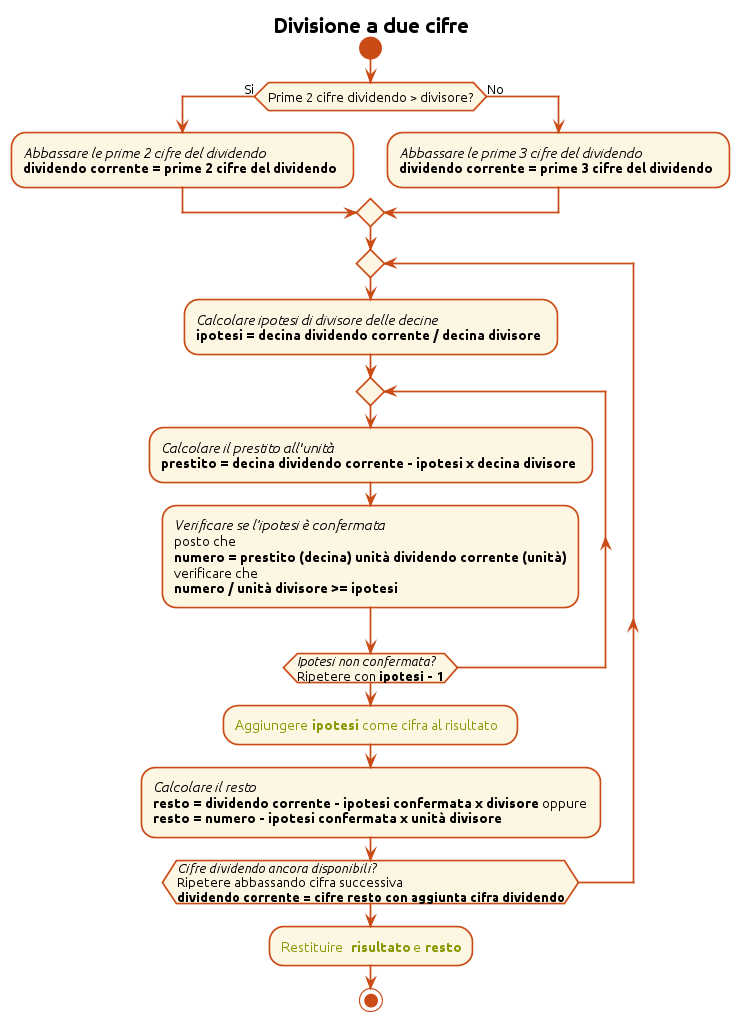 Divisione a due cifre
Si
Prime 2 cifre dividendo > divisore?
No
Abbassare le prime 2 cifre del dividendo
dividendo corrente = prime 2 cifre del dividendo
Abbassare le prime 3 cifre del dividendo
dividendo corrente = prime 3 cifre del dividendo
Calcolare ipotesi di divisore delle decine
ipotesi = decina dividendo corrente / decina divisore
Calcolare il prestito all'unità
prestito = decina dividendo corrente - ipotesi x decina divisore
Verificare se l'ipotesi è confermata
posto che
numero = prestito (decina) unità dividendo corrente (unità)
verificare che
numero / unità divisore >= ipotesi
Ipotesi non confermata?
Ripetere con ipotesi - 1
Aggiungere ipotesi come cifra al risultato
Calcolare il resto
resto = dividendo corrente - ipotesi confermata x divisore oppure
resto = numero - ipotesi confermata x unità divisore
Cifre dividendo ancora disponibili?
Ripetere abbassando cifra successiva
dividendo corrente = cifre resto con aggiunta cifra dividendo
Restituire risultato e resto